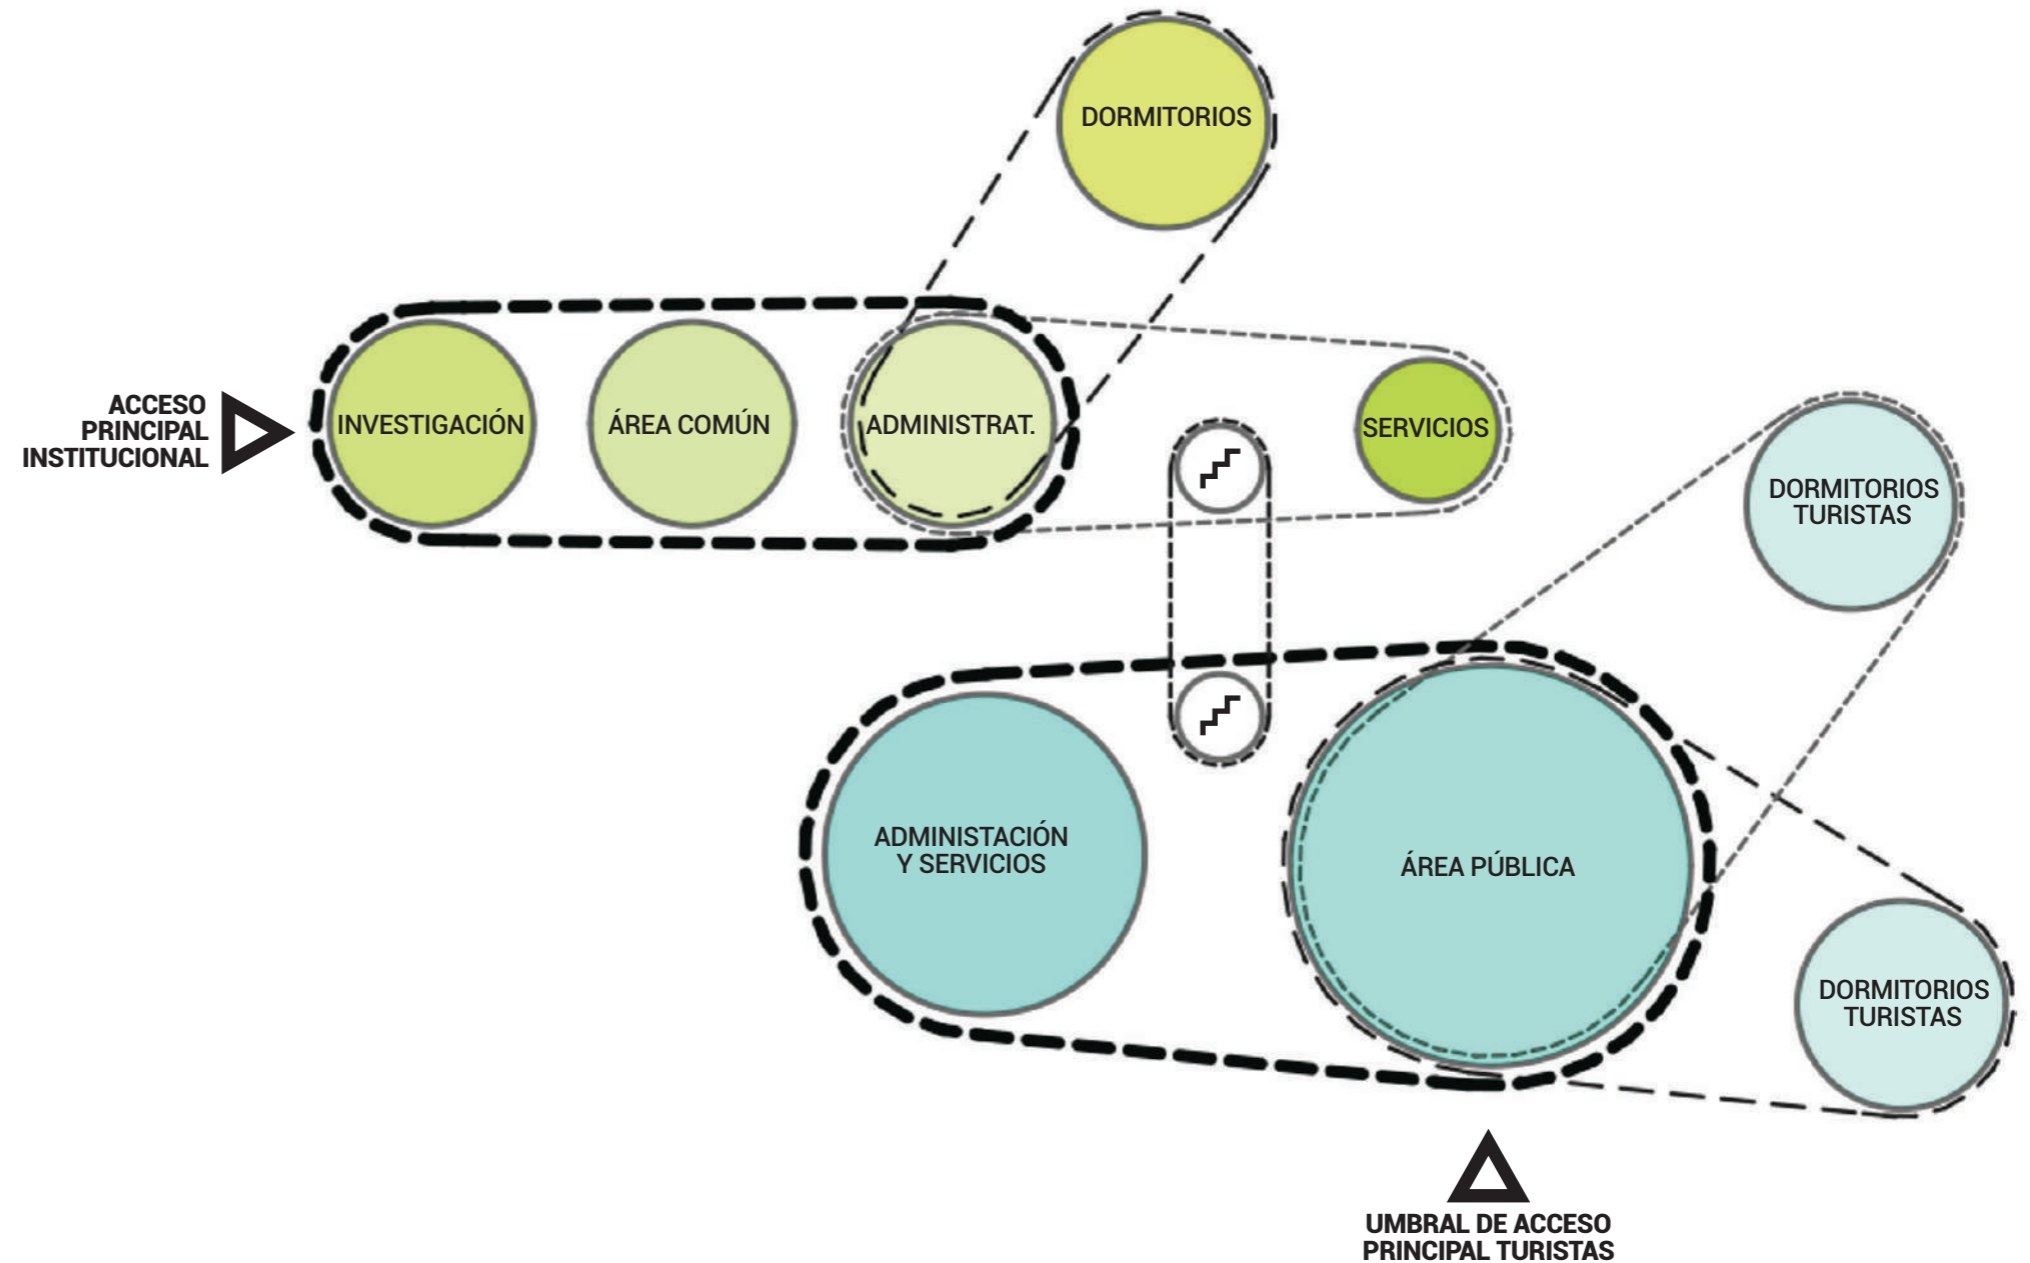 DORMITORIOS
ACCESO
PRINCIPAL
INSTITUCIONAL
INVESTIGACIÓN
ÁREA COMÚN
ADMINISTRAT.
SERVICIOS
DORMITORIOS
TURISTAS
ADMINISTACIÓN
Y SERVICIOS
ÁREA PÚBLICA
DORMITORIOS
TURISTAS
UMBRAL DE ACCESO
PRINCIPAL TURISTAS